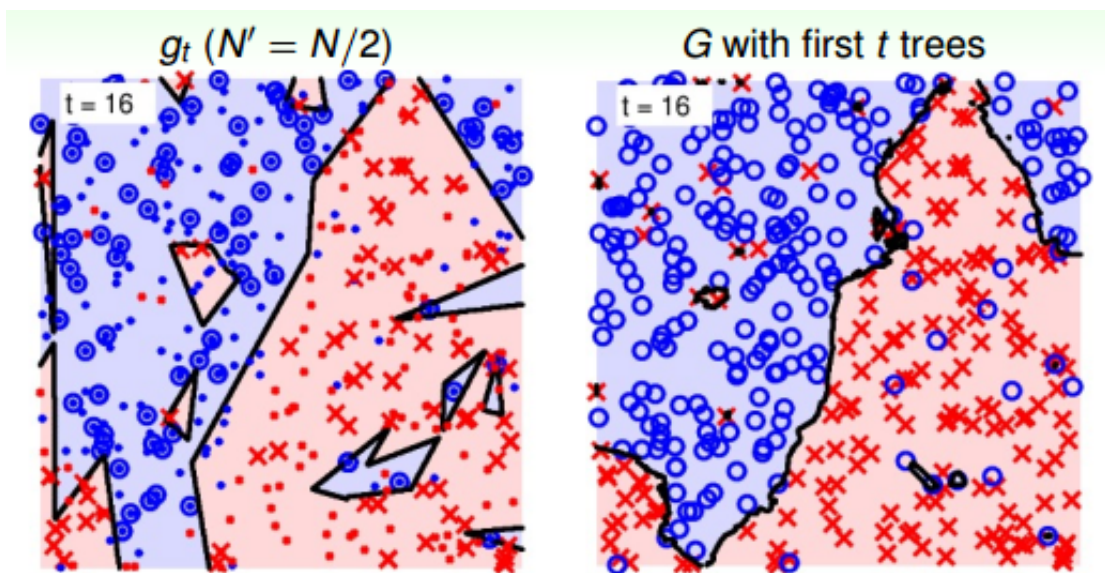 gₜ (N′ = N/2)
G with first t trees
t = 16
t = 16